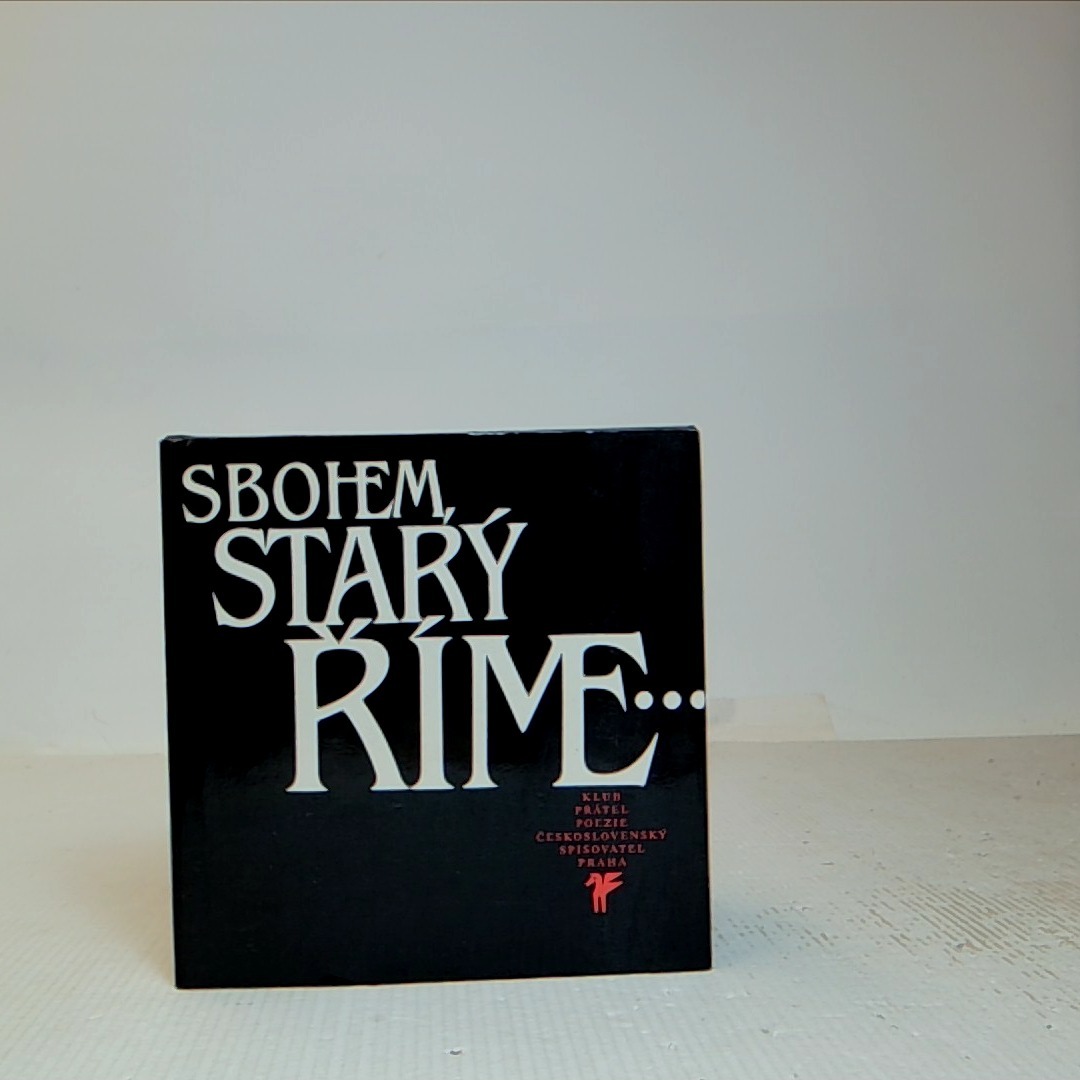 SBOHEM,
STARÝ
ŘÍME...
KLUB
PŘÁTEL
POEZIE
ČESKOSLOVENSKÝ
SPISOVATEL
PRAHA